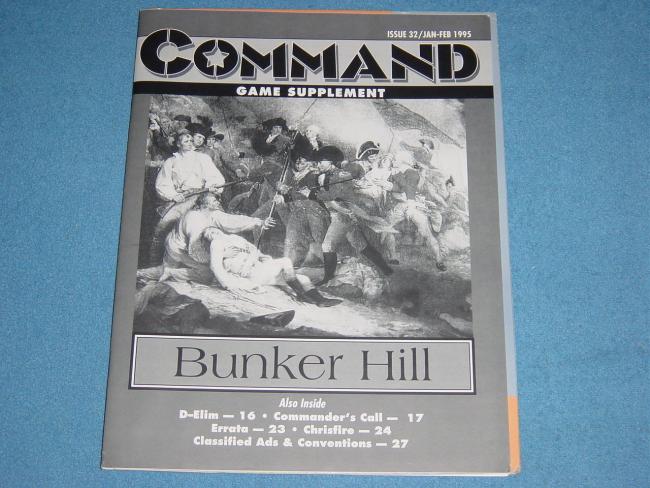 ISSUE 32/JAN-FEB 1995
COMMAND
GAME SUPPLEMENT
Bunker Hill
Also Inside
D-Elim — 16 • Commander's Call — 17
Errata — 23 • Chrisfire — 24
Classified Ads & Conventions — 27